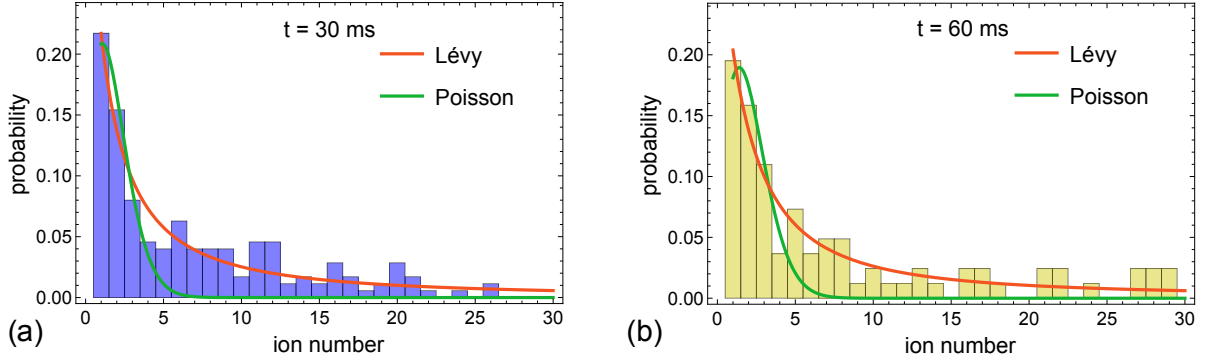 t = 30 ms
Lévy
Poisson
probability
0.20
0.15
0.10
0.05
0.00
0 5 10 15 20 25 30
ion number
(a)
t = 60 ms
Lévy
Poisson
probability
0.20
0.15
0.10
0.05
0.00
0 5 10 15 20 25 30
ion number
(b)